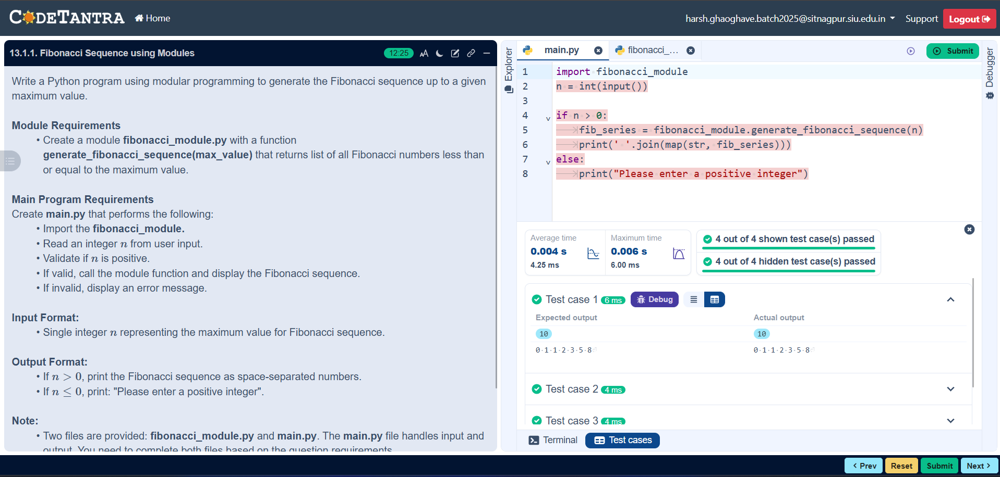 CODETANTRA
Home
harsh.ghaoghave.batch2025@sitnagpur.siu.edu.in
Support
Logout
13.1.1. Fibonacci Sequence using Modules
12:25
Write a Python program using modular programming to generate the Fibonacci sequence up to a given
maximum value.
Module Requirements
• Create a module fibonacci_module.py with a function
generate_fibonacci_sequence(max_value) that returns list of all Fibonacci numbers less than
or equal to the maximum value.
Main Program Requirements
Create main.py that performs the following:
• Import the fibonacci_module.
• Read an integer n from user input.
• Validate if n is positive.
• If valid, call the module function and display the Fibonacci sequence.
• If invalid, display an error message.
Input Format:
• Single integer n representing the maximum value for Fibonacci sequence.
Output Format:
• If n > 0, print the Fibonacci sequence as space-separated numbers.
• If n ≤ 0, print: "Please enter a positive integer".
Note:
• Two files are provided: fibonacci_module.py and main.py. The main.py file handles input and
output. You need to complete both files based on the question requirements
Explorer
main.py
fibonacci_...
Submit
Debugger
1 import fibonacci_module
2 n = int(input())
3
4 if n > 0:
5 fib_series = fibonacci_module.generate_fibonacci_sequence(n)
6 print(' '.join(map(str, fib_series)))
7 else:
8 print("Please enter a positive integer")
Average time
0.004 s
4.25 ms
Maximum time
0.006 s
6.00 ms
4 out of 4 shown test case(s) passed
4 out of 4 hidden test case(s) passed
Test case 1 6 ms Debug
Expected output Actual output
10 10
0·1·1·2·3·5·8 0·1·1·2·3·5·8
Test case 2 4 ms
Test case 3 4 ms
Terminal Test cases
Prev Reset Submit Next